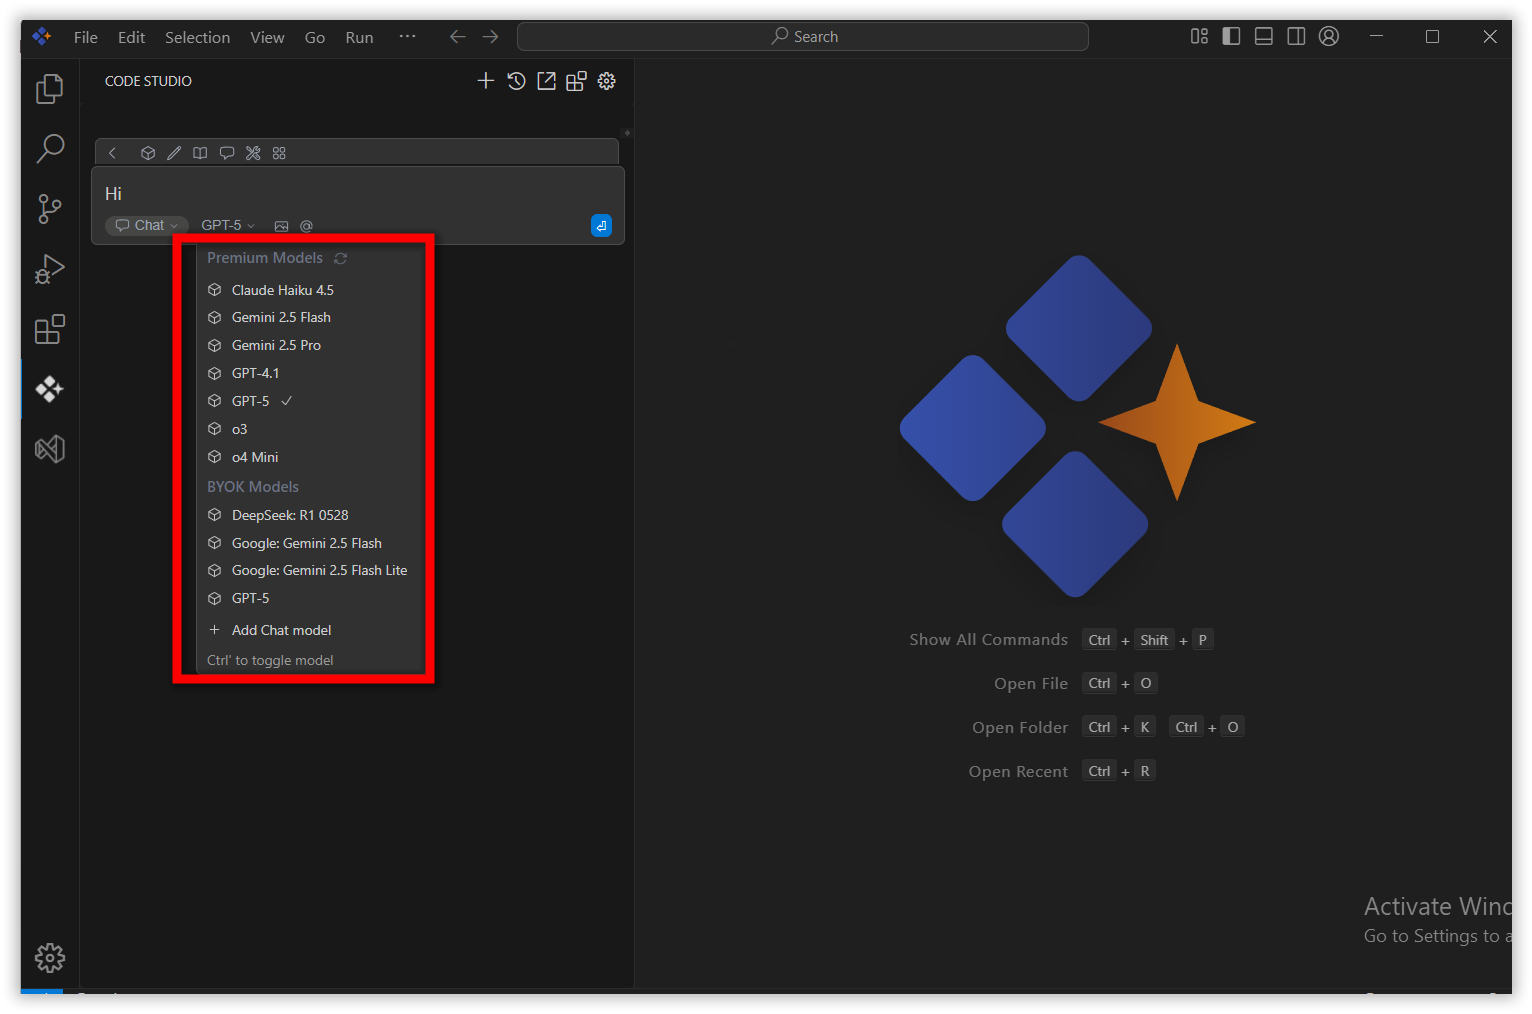 File Edit Selection View Go Run ··· Search
CODE STUDIO
Hi
Chat GPT-5 @
Premium Models
Claude Haiku 4.5
Gemini 2.5 Flash
Gemini 2.5 Pro
GPT-4.1
GPT-5
o3
o4 Mini
BYOK Models
DeepSeek: R1 0528
Google: Gemini 2.5 Flash
Google: Gemini 2.5 Flash Lite
GPT-5
+ Add Chat model
Ctrl' to toggle model
Show All Commands Ctrl + Shift + P
Open File Ctrl + O
Open Folder Ctrl + K Ctrl + O
Open Recent Ctrl + R
Activate Winc
Go to Settings to a